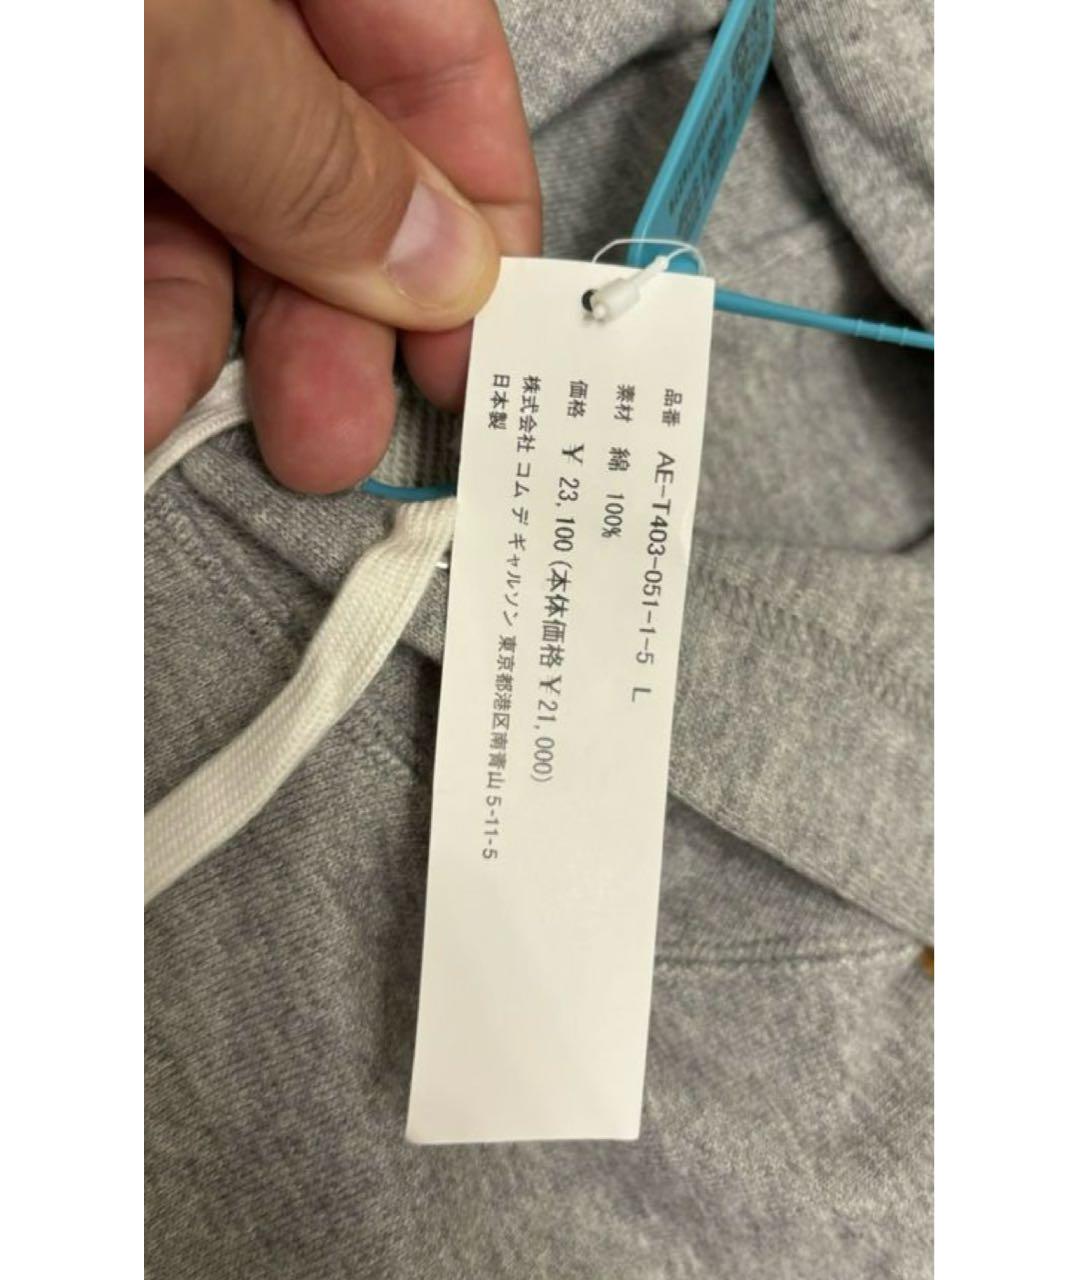 品番 AE-T403-051-1-5 L
素材 綿 100%
価格 ¥ 23,100 (本体価格 ¥21,000)
株式会社 コム デ ギャルソン 東京都港区南青山 5-11-5
日本製